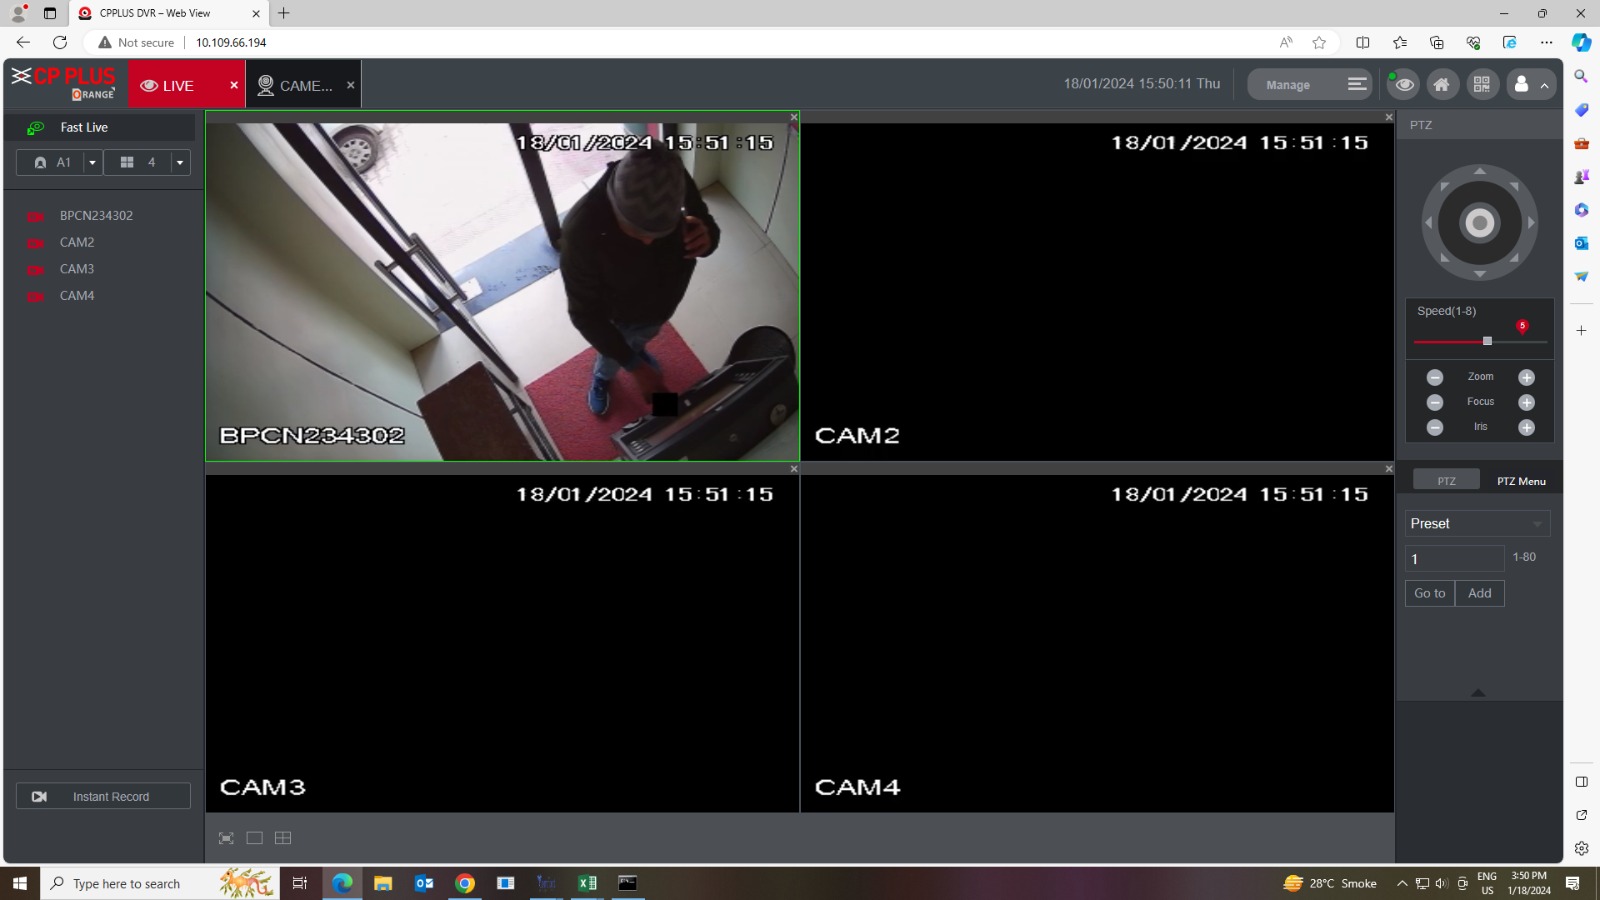 CPPLUS DVR – Web View
Not secure
10.109.66.194
CP PLUS
ORANGE
LIVE
CAME...
18/01/2024 15:50:11 Thu
Manage
Fast Live
A1
4
BPCN234302
CAM2
CAM3
CAM4
18/01/2024 15:51:15
BPCN234302
18/01/2024 15:51:15
CAM2
18/01/2024 15:51:15
CAM3
18/01/2024 15:51:15
CAM4
PTZ
Speed(1-8)
5
Zoom
Focus
Iris
PTZ
PTZ Menu
Preset
1
1-80
Go to
Add
Instant Record
Type here to search
28°C Smoke
ENG
US
3:50 PM
1/18/2024